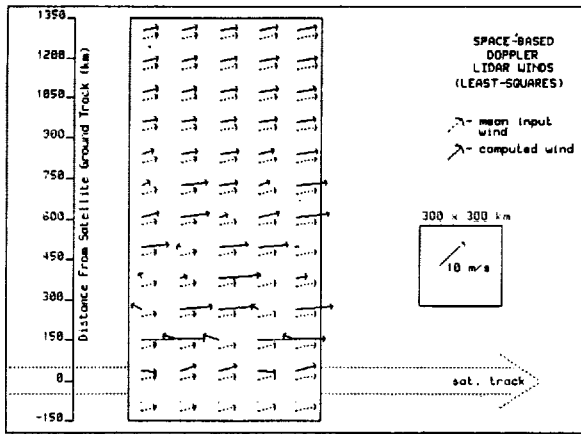 1350
1200
1050
900
750
600
450
300
150
0
-150
Distance From Satellite Ground Track (km)
SPACE-BASED
DOPPLER
LIDAR WINDS
(LEAST-SQUARES)
- mean input
wind
- computed wind
300 x 300 km
10 m/s
sat. track